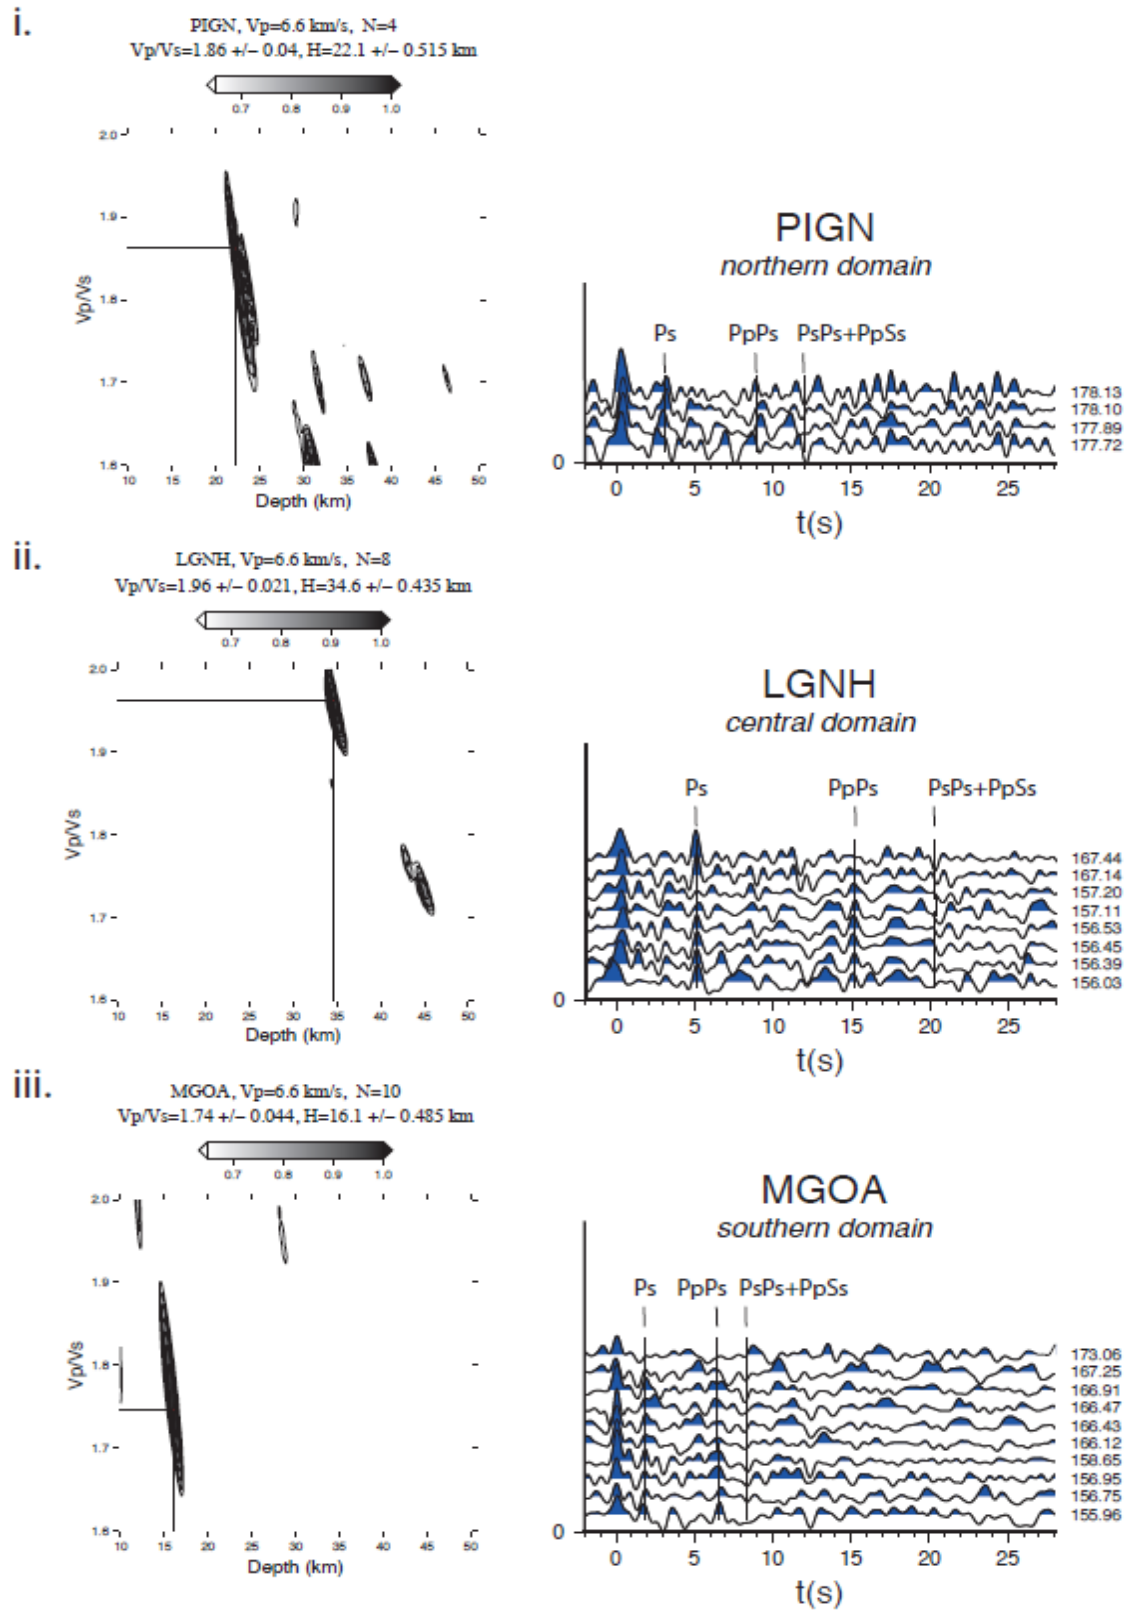 i.
PIGN, Vp=6.6 km/s, N=4
Vp/Vs=1.86 +/− 0.04, H=22.1 +/− 0.515 km
0.7 0.8 0.9 1.0
2.0
1.9
1.8
1.7
1.6
Vp/Vs
10 15 20 25 30 35 40 45 50
Depth (km)
PIGN
northern domain
Ps PpPs PsPs+PpSs
178.13
178.10
177.89
177.72
0
0 5 10 15 20 25
t(s)
ii.
LGNH, Vp=6.6 km/s, N=8
Vp/Vs=1.96 +/− 0.021, H=34.6 +/− 0.435 km
0.7 0.8 0.9 1.0
2.0
1.9
1.8
1.7
1.6
Vp/Vs
10 15 20 25 30 35 40 45 50
Depth (km)
LGNH
central domain
Ps PpPs PsPs+PpSs
167.44
167.14
157.20
157.11
156.53
156.45
156.39
156.03
0
0 5 10 15 20 25
t(s)
iii.
MGOA, Vp=6.6 km/s, N=10
Vp/Vs=1.74 +/− 0.044, H=16.1 +/− 0.485 km
0.7 0.8 0.9 1.0
2.0
1.9
1.8
1.7
1.6
Vp/Vs
10 15 20 25 30 35 40 45 50
Depth (km)
MGOA
southern domain
Ps PpPs PsPs+PpSs
173.06
167.25
166.91
166.47
166.43
166.12
158.65
156.95
156.75
155.96
0
0 5 10 15 20 25
t(s)